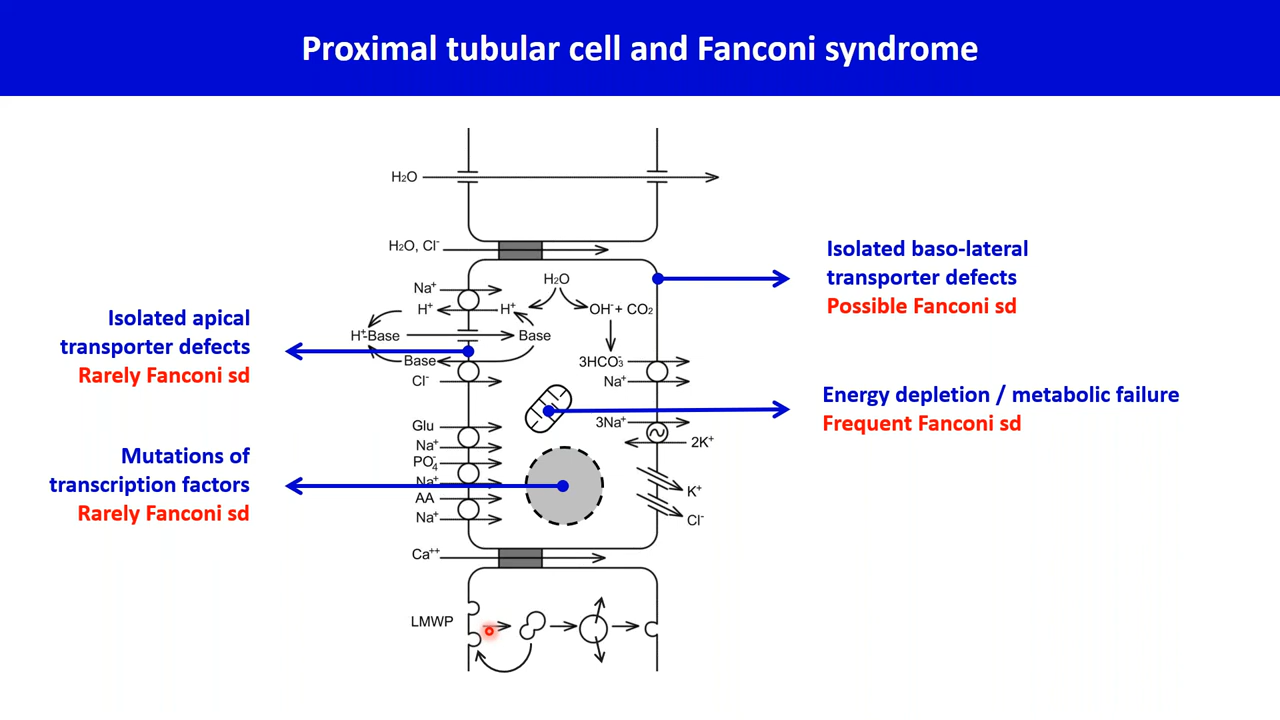 Proximal tubular cell and Fanconi syndrome
H₂O
H₂O, Cl⁻
Na⁺
H⁺
H⁺
H₂O
OH⁻+ CO₂
H⁺-Base
Base
Base
Cl⁻
3HCO₃⁻
Na⁺
Glu
Na⁺
PO₄⁻
Na⁺
AA
Na⁺
3Na⁺
2K⁺
K⁺
Cl⁻
Ca⁺⁺
LMWP
Isolated apical
transporter defects
Rarely Fanconi sd
Mutations of
transcription factors
Rarely Fanconi sd
Isolated baso-lateral
transporter defects
Possible Fanconi sd
Energy depletion / metabolic failure
Frequent Fanconi sd